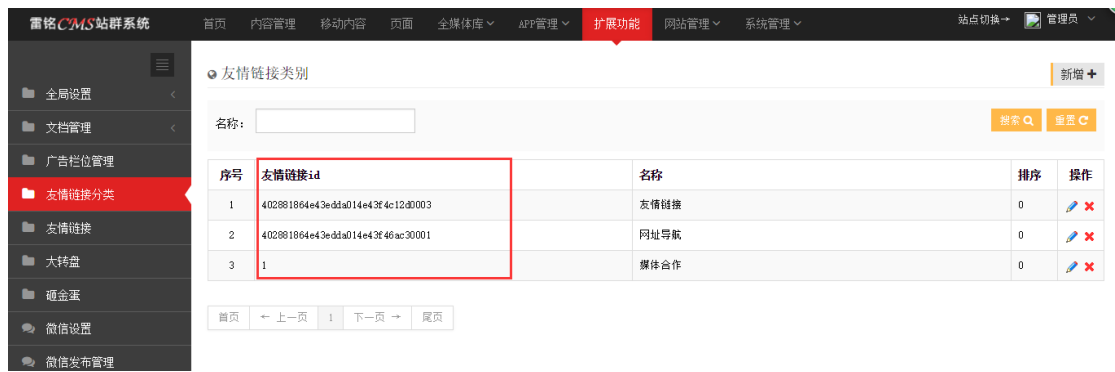 雷铭CMS站群系统 首页 内容管理 移动内容 页面 全媒体库 APP管理 扩展功能 网站管理 系统管理 站点切换→ 管理员
友情链接类别 新增
全局设置
名称： 搜索 重置
文档管理
广告栏位管理
序号 友情链接id 名称 排序 操作
友情链接分类
1 402881864e43edda014e43f4c12d0003 友情链接 0
友情链接
2 402881864e43edda014e43f46ac30001 网址导航 0
大转盘
3 1 媒体合作 0
砸金蛋
首页 ← 上一页 1 下一页 → 尾页
微信设置
微信发布管理